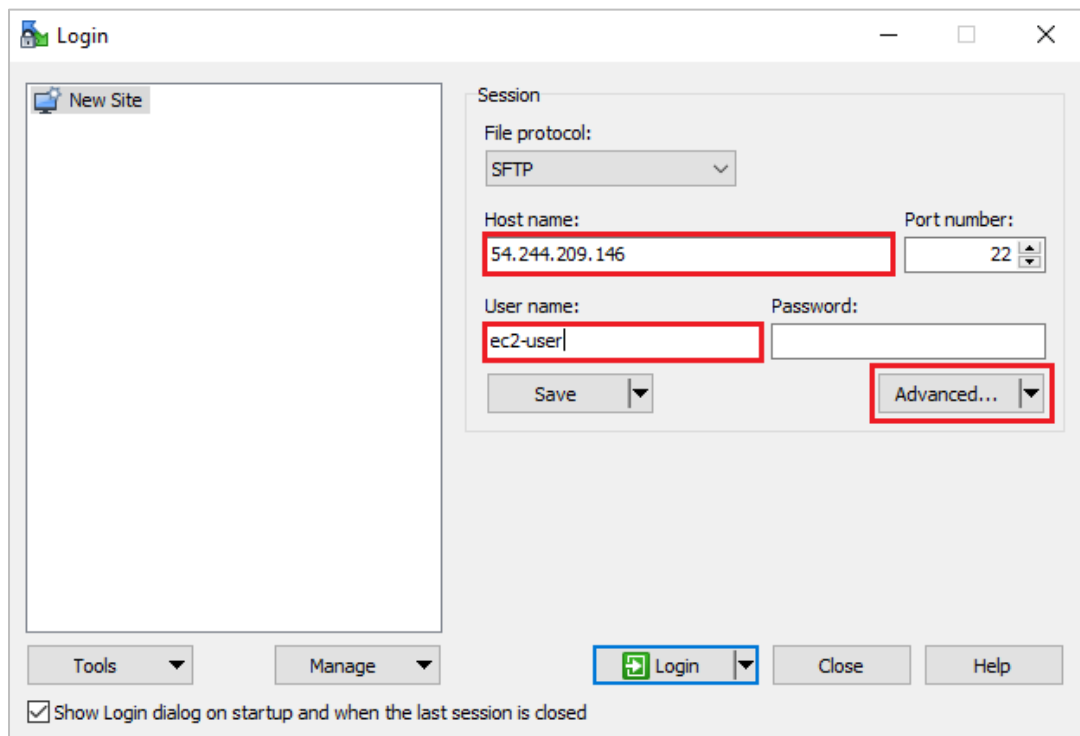 Login
New Site
Session
File protocol:
SFTP
Host name:
Port number:
54.244.209.146
22
User name:
Password:
ec2-user
Save
Advanced...
Tools
Manage
Login
Close
Help
Show Login dialog on startup and when the last session is closed